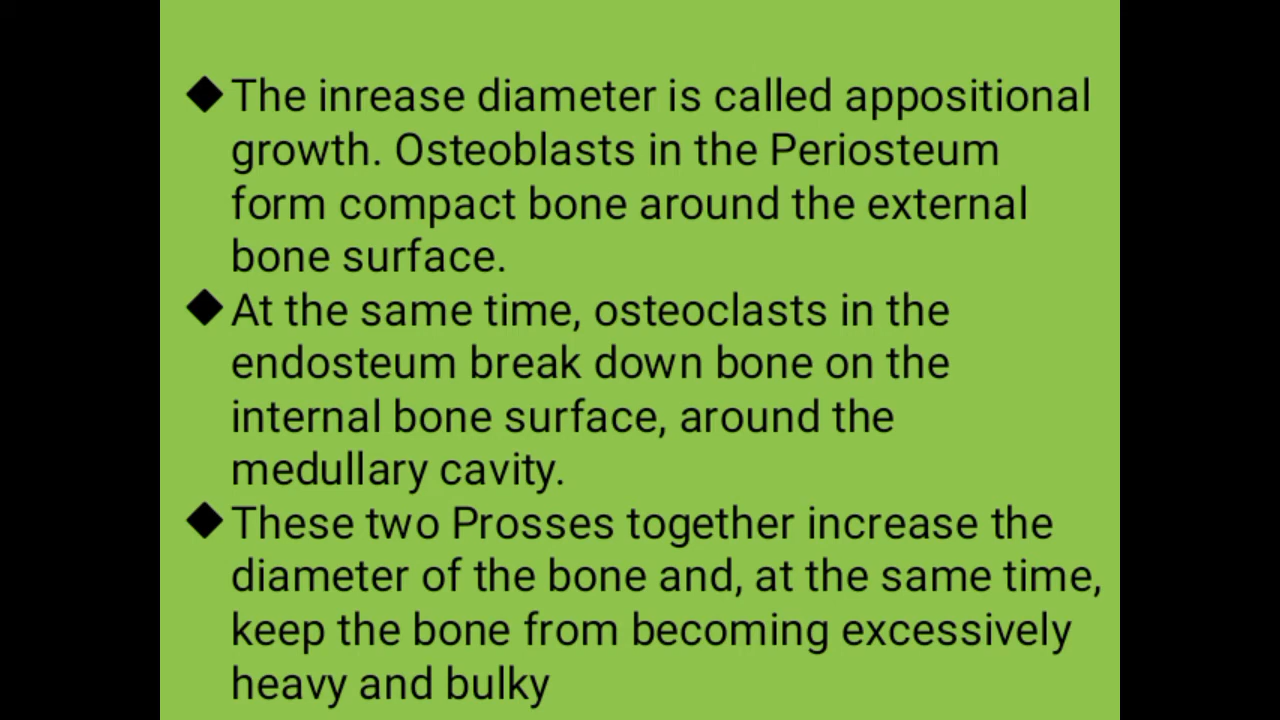 ◆The inrease diameter is called appositional
growth. Osteoblasts in the Periosteum
form compact bone around the external
bone surface.
◆At the same time, osteoclasts in the
endosteum break down bone on the
internal bone surface, around the
medullary cavity.
◆These two Prosses together increase the
diameter of the bone and, at the same time,
keep the bone from becoming excessively
heavy and bulky